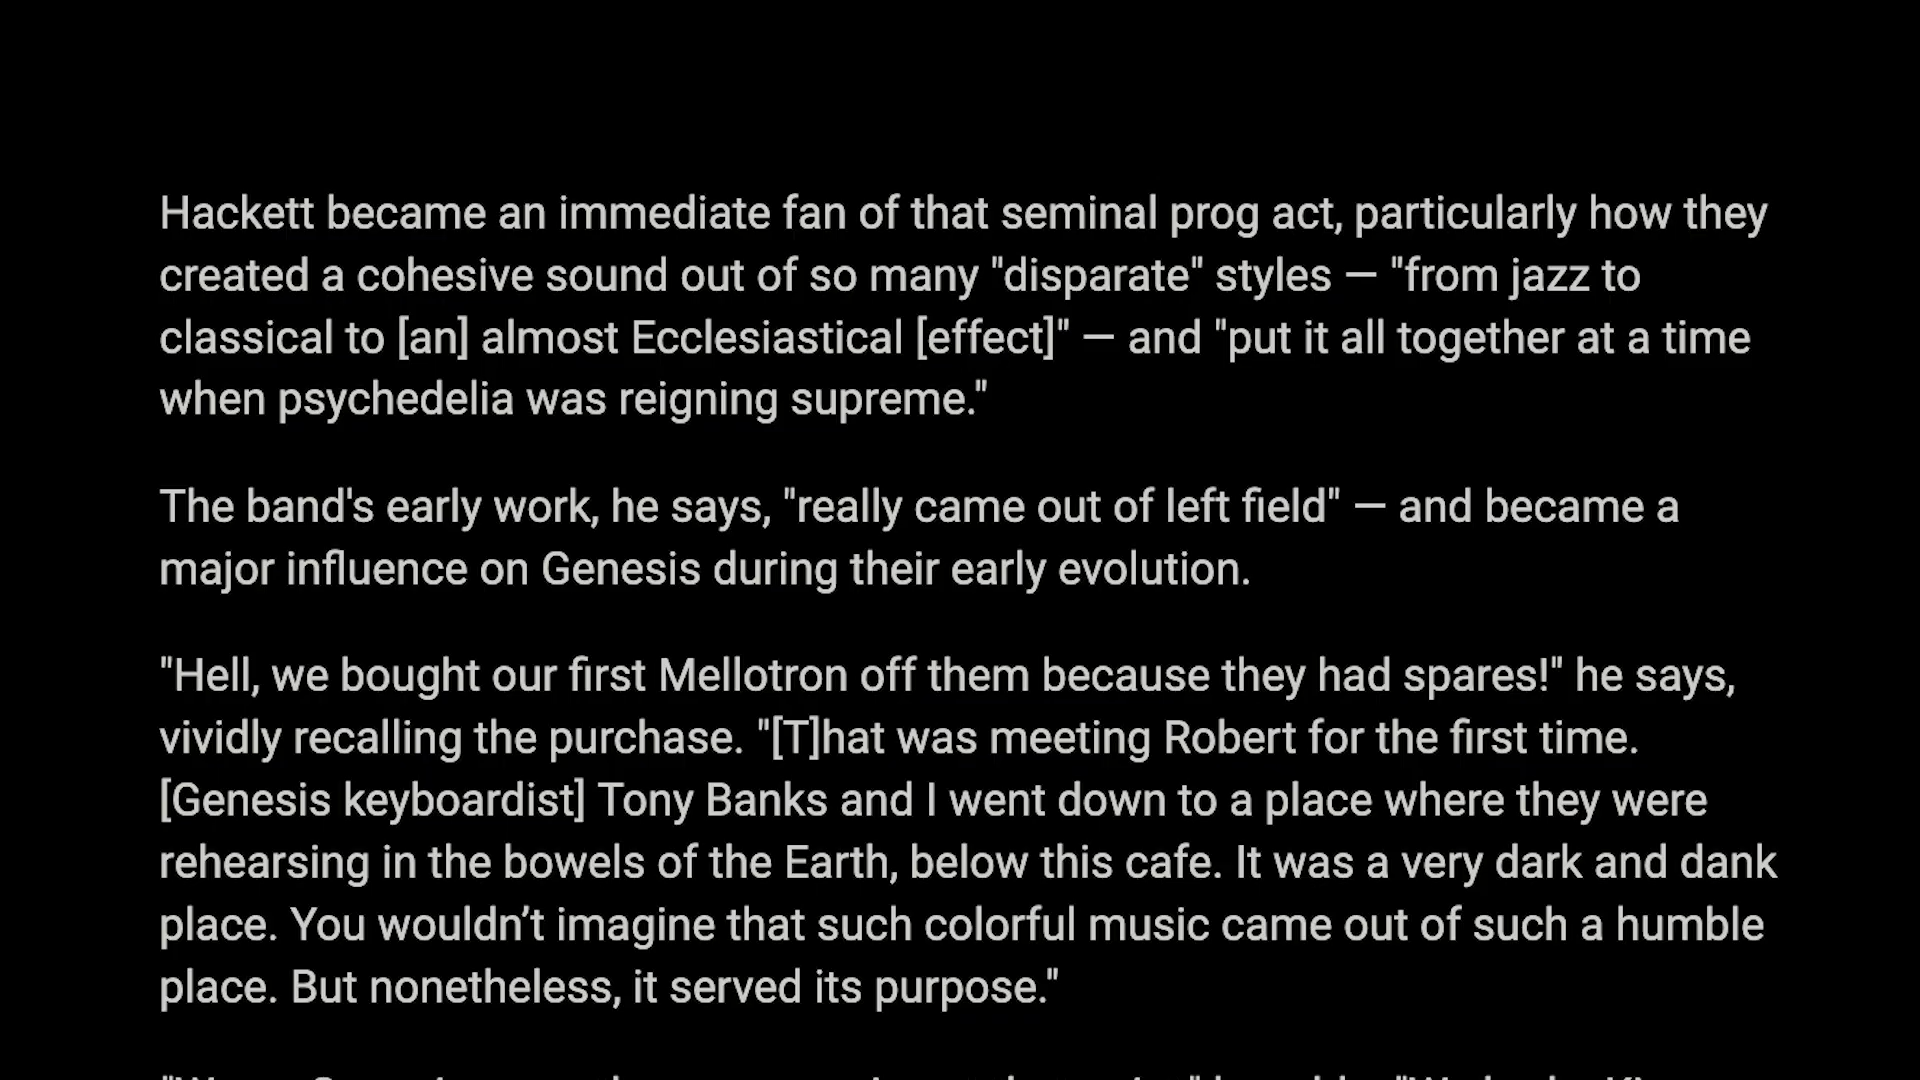 Hackett became an immediate fan of that seminal prog act, particularly how they
created a cohesive sound out of so many "disparate" styles — "from jazz to
classical to [an] almost Ecclesiastical [effect]" — and "put it all together at a time
when psychedelia was reigning supreme."
The band's early work, he says, "really came out of left field" — and became a
major influence on Genesis during their early evolution.
"Hell, we bought our first Mellotron off them because they had spares!" he says,
vividly recalling the purchase. "[T]hat was meeting Robert for the first time.
[Genesis keyboardist] Tony Banks and I went down to a place where they were
rehearsing in the bowels of the Earth, below this cafe. It was a very dark and dank
place. You wouldn’t imagine that such colorful music came out of such a humble
place. But nonetheless, it served its purpose."